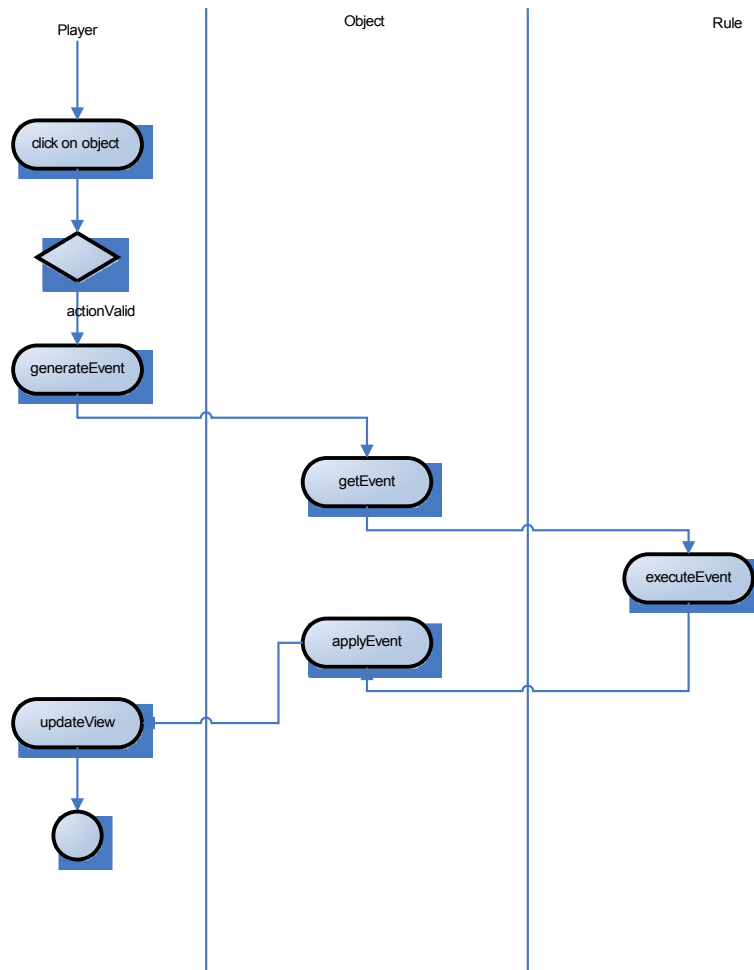 Player
Object
Rule
click on object
actionValid
generateEvent
getEvent
executeEvent
applyEvent
updateView